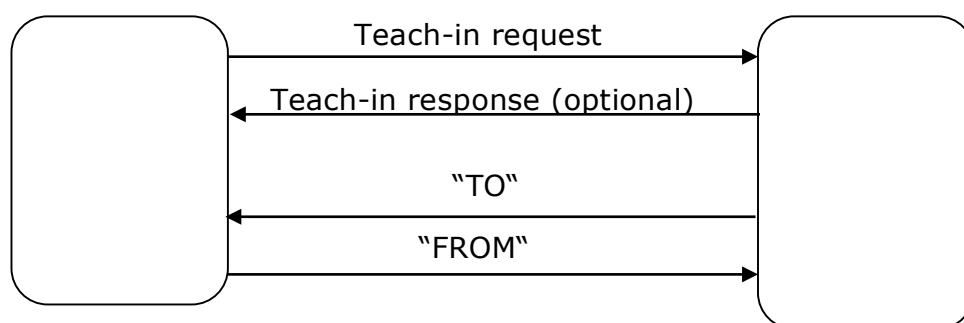 Teach-in request
Teach-in response (optional)
“TO“
“FROM“